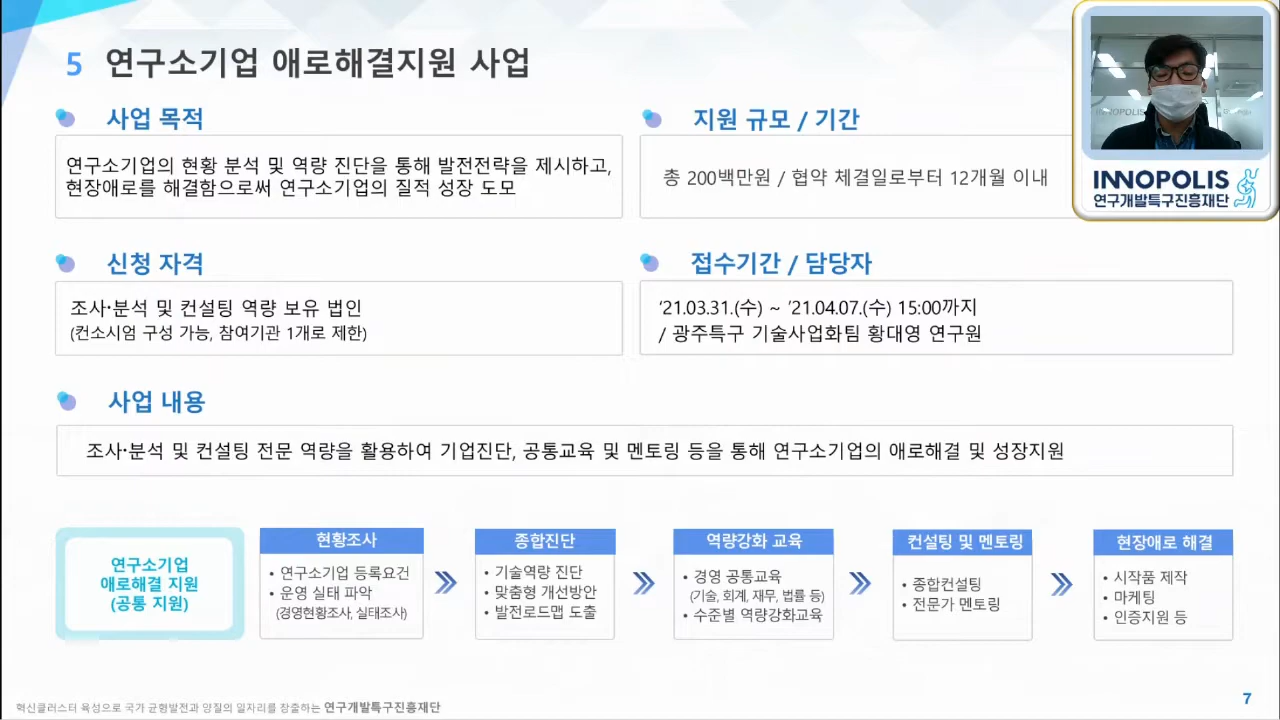 5 연구소기업 애로해결지원 사업
사업 목적
연구소기업의 현황 분석 및 역량 진단을 통해 발전전략을 제시하고,
현장애로를 해결함으로써 연구소기업의 질적 성장 도모
지원 규모 / 기간
총 200백만원 / 협약 체결일로부터 12개월 이내
INNOPOLIS
연구개발특구진흥재단
신청 자격
조사·분석 및 컨설팅 역량 보유 법인
(컨소시엄 구성 가능, 참여기관 1개로 제한)
접수기간 / 담당자
‘21.03.31.(수) ~ ’21.04.07.(수) 15:00까지
/ 광주특구 기술사업화팀 황대영 연구원
사업 내용
조사·분석 및 컨설팅 전문 역량을 활용하여 기업진단, 공통교육 및 멘토링 등을 통해 연구소기업의 애로해결 및 성장지원
연구소기업
애로해결 지원
(공통 지원)
현황조사
• 연구소기업 등록요건
• 운영 실태 파악
(경영현황조사, 실태조사)
종합진단
• 기술역량 진단
• 맞춤형 개선방안
• 발전로드맵 도출
역량강화 교육
• 경영 공통교육
(기술, 회계, 재무, 법률 등)
• 수준별 역량강화교육
컨설팅 및 멘토링
• 종합컨설팅
• 전문가 멘토링
현장애로 해결
• 시작품 제작
• 마케팅
• 인증지원 등
혁신클러스터 육성으로 국가 균형발전과 양질의 일자리를 창출하는 연구개발특구진흥재단
7